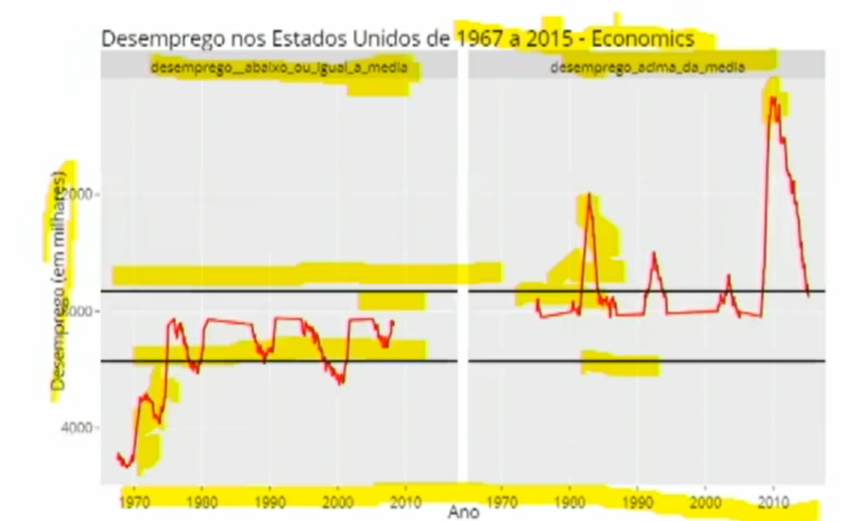 Desemprego nos Estados Unidos de 1967 a 2015 - Economics
desemprego__abaixo_ou_igual_a_media
desemprego_acima_da_media
Desemprego (em milhares)
4000
1970 1980 1990 2000 2010
1970 1980 1990 2000 2010
Ano